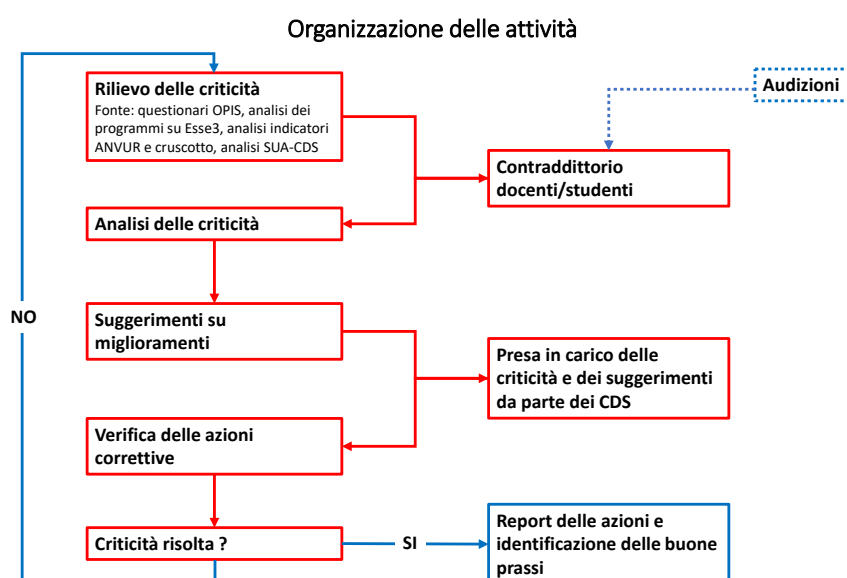 Organizzazione delle attività
Rilievo delle criticità
Fonte: questionari OPIS, analisi dei
programmi su Esse3, analisi indicatori
ANVUR e cruscotto, analisi SUA-CDS
Audizioni
Contraddittorio
docenti/studenti
Analisi delle criticità
NO
Suggerimenti su
miglioramenti
Presa in carico delle
criticità e dei suggerimenti
da parte dei CDS
Verifica delle azioni
correttive
Criticità risolta ?
SI
Report delle azioni e
identificazione delle buone
prassi